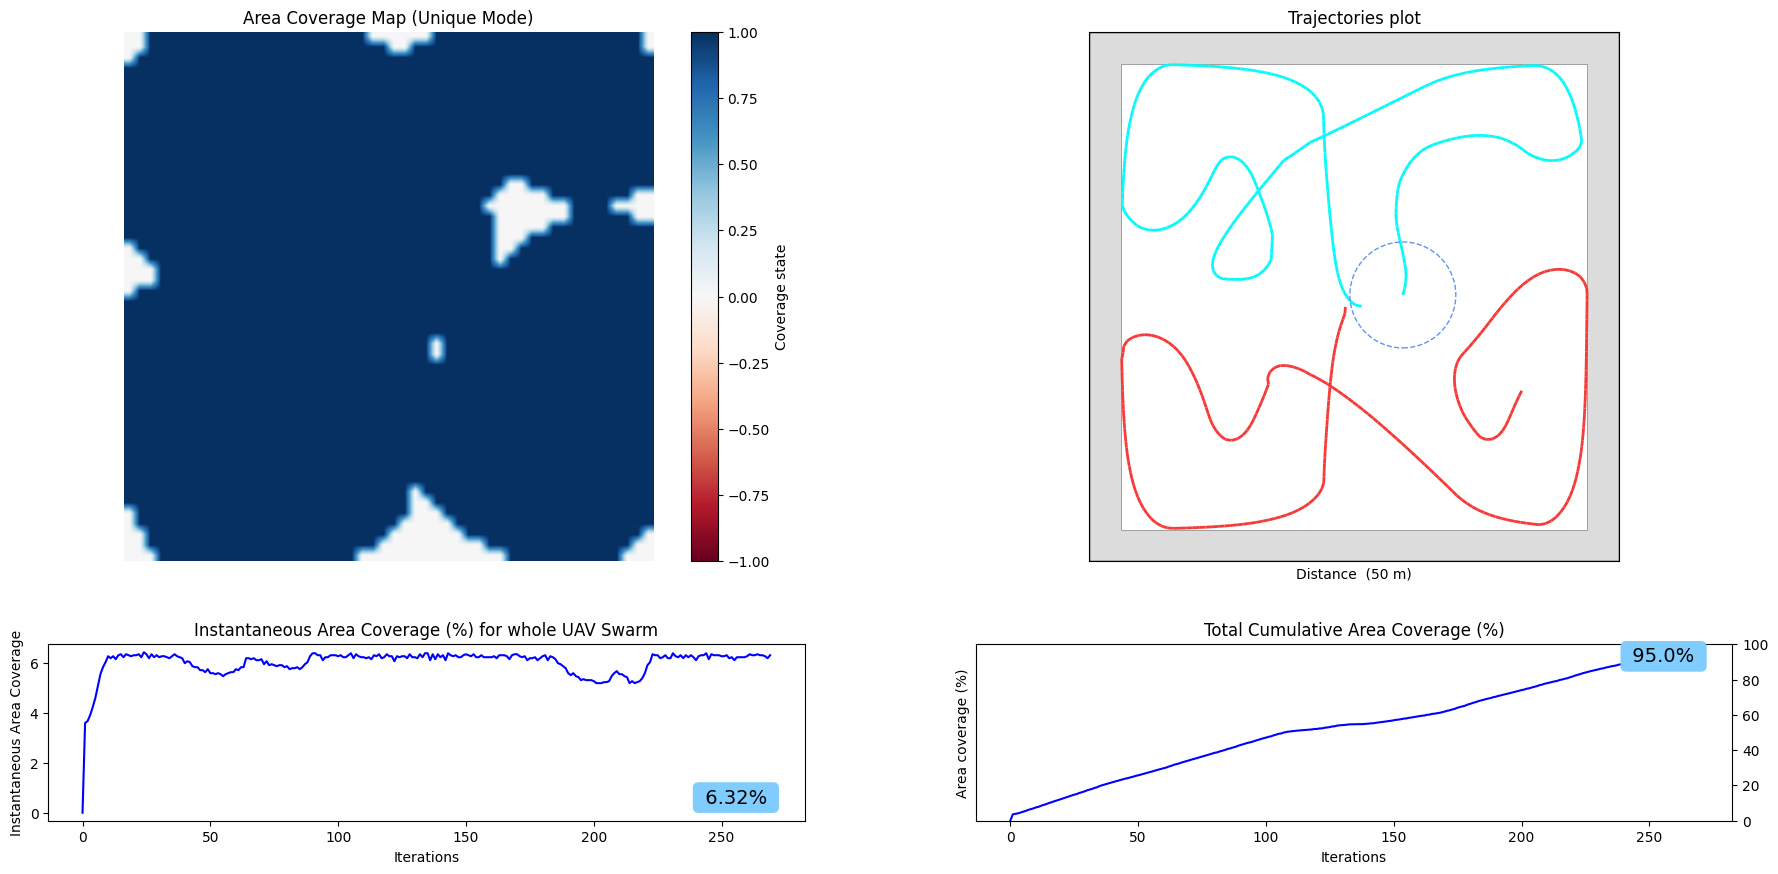 Area Coverage Map (Unique Mode)
1.00
0.75
0.50
0.25
0.00
−0.25
−0.50
−0.75
−1.00
Coverage state
Trajectories plot
Distance  (50 m)
Instantaneous Area Coverage (%) for whole UAV Swarm
Instantaneous Area Coverage
6
4
2
0
6.32%
0 50 100 150 200 250
Iterations
Total Cumulative Area Coverage (%)
Area coverage (%)
95.0%
100
80
60
40
20
0
0 50 100 150 200 250
Iterations